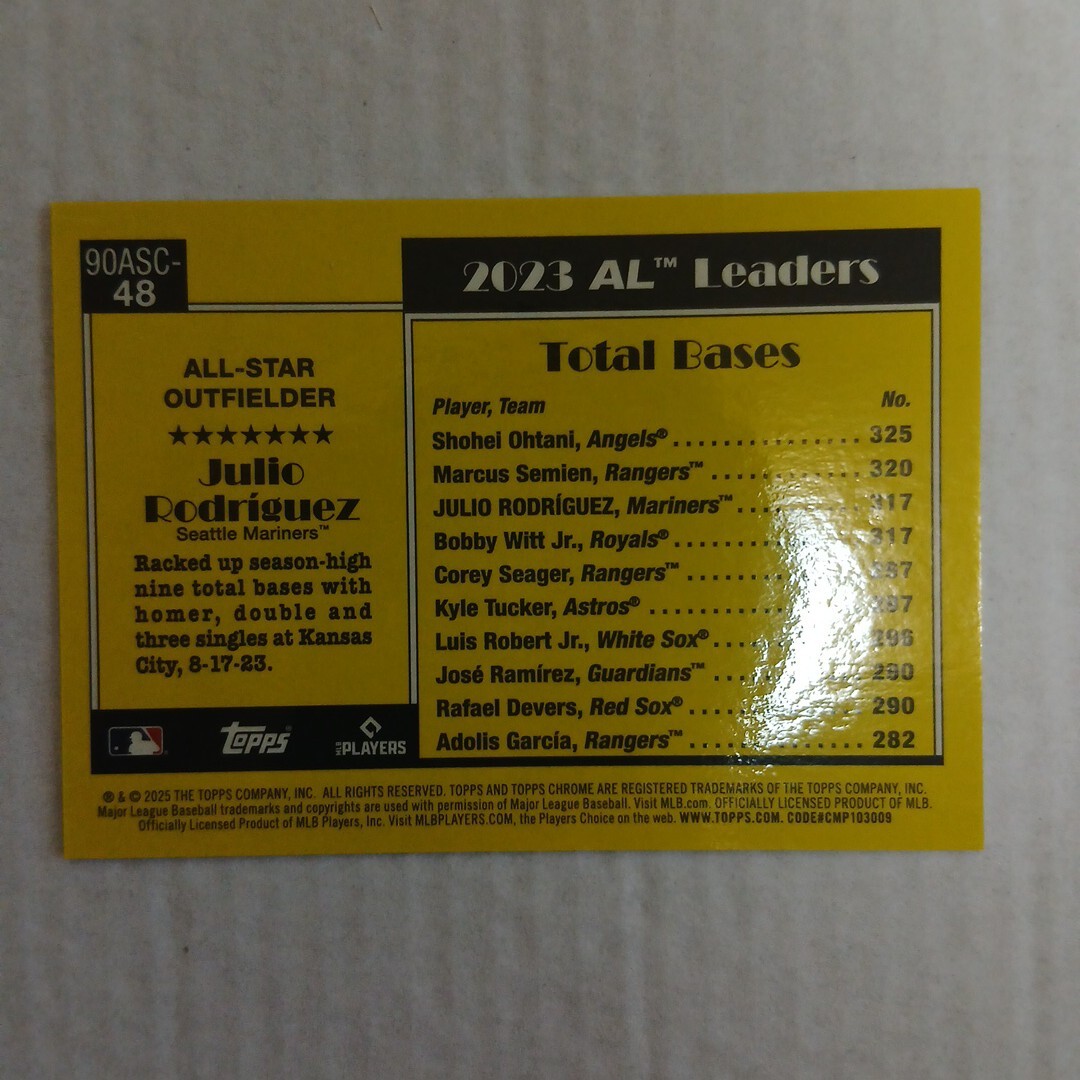 90ASC-
48
ALL-STAR
OUTFIELDER
★★★★★★★
Julio
Rodríguez
Seattle Mariners™
Racked up season-high
nine total bases with
homer, double and
three singles at Kansas
City, 8-17-23.
Topps®
MLB PLAYERS
2023 AL™ Leaders
Total Bases
Player, Team No.
Shohei Ohtani, Angels® . . . . . . . . . . . . . . . 325
Marcus Semien, Rangers™ . . . . . . . . . . . . 320
JULIO RODRÍGUEZ, Mariners™ . . . . . . . . . . 317
Bobby Witt Jr., Royals® . . . . . . . . . . . . . . . 317
Corey Seager, Rangers™ . . . . . . . . . . . . . .
Kyle Tucker, Astros® . . . . . . . . . . . . . . . . .
Luis Robert Jr., White Sox® . . . . . . . . . . . .
José Ramírez, Guardians™ . . . . . . . . . . . . 290
Rafael Devers, Red Sox® . . . . . . . . . . . . . . 290
Adolis García, Rangers™ . . . . . . . . . . . . . . 282
® & © 2025 THE TOPPS COMPANY, INC. ALL RIGHTS RESERVED. TOPPS AND TOPPS CHROME ARE REGISTERED TRADEMARKS OF THE TOPPS COMPANY, INC.
Major League Baseball trademarks and copyrights are used with permission of Major League Baseball. Visit MLB.com. OFFICIALLY LICENSED PRODUCT OF MLB.
Officially Licensed Product of MLB Players, Inc. Visit MLBPLAYERS.COM, the Players Choice on the web. WWW.TOPPS.COM. CODE#CMP103009